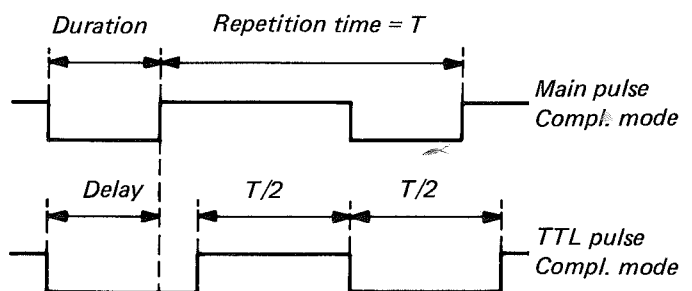 Duration
Repetition time = T
Main pulse
Compl. mode
Delay
T/2
T/2
TTL pulse
Compl. mode